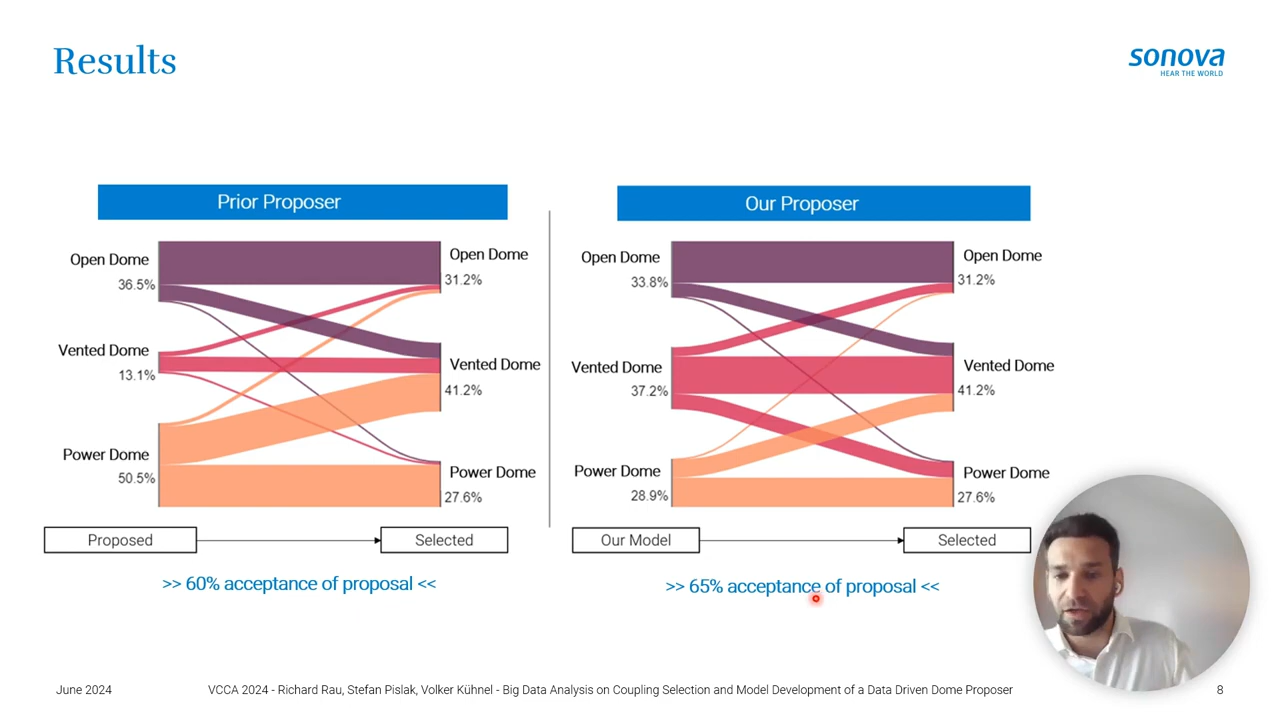 Results
sonova
HEAR THE WORLD
Prior Proposer
Open Dome
36.5%
Vented Dome
13.1%
Power Dome
50.5%
Open Dome
31.2%
Vented Dome
41.2%
Power Dome
27.6%
Proposed
Selected
>> 60% acceptance of proposal <<
Our Proposer
Open Dome
33.8%
Vented Dome
37.2%
Power Dome
28.9%
Open Dome
31.2%
Vented Dome
41.2%
Power Dome
27.6%
Our Model
Selected
>> 65% acceptance of proposal <<
June 2024
VCCA 2024 - Richard Rau, Stefan Pislak, Volker Kühnel - Big Data Analysis on Coupling Selection and Model Development of a Data Driven Dome Proposer
8